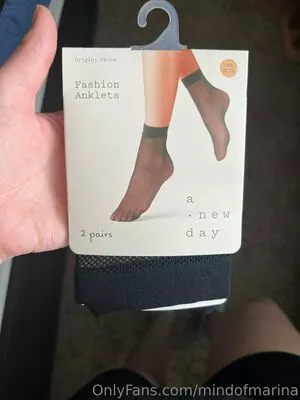 Origin: China
Fashion
Anklets
2 pairs
a
· new
day
OnlyFans.com/mindofmarina